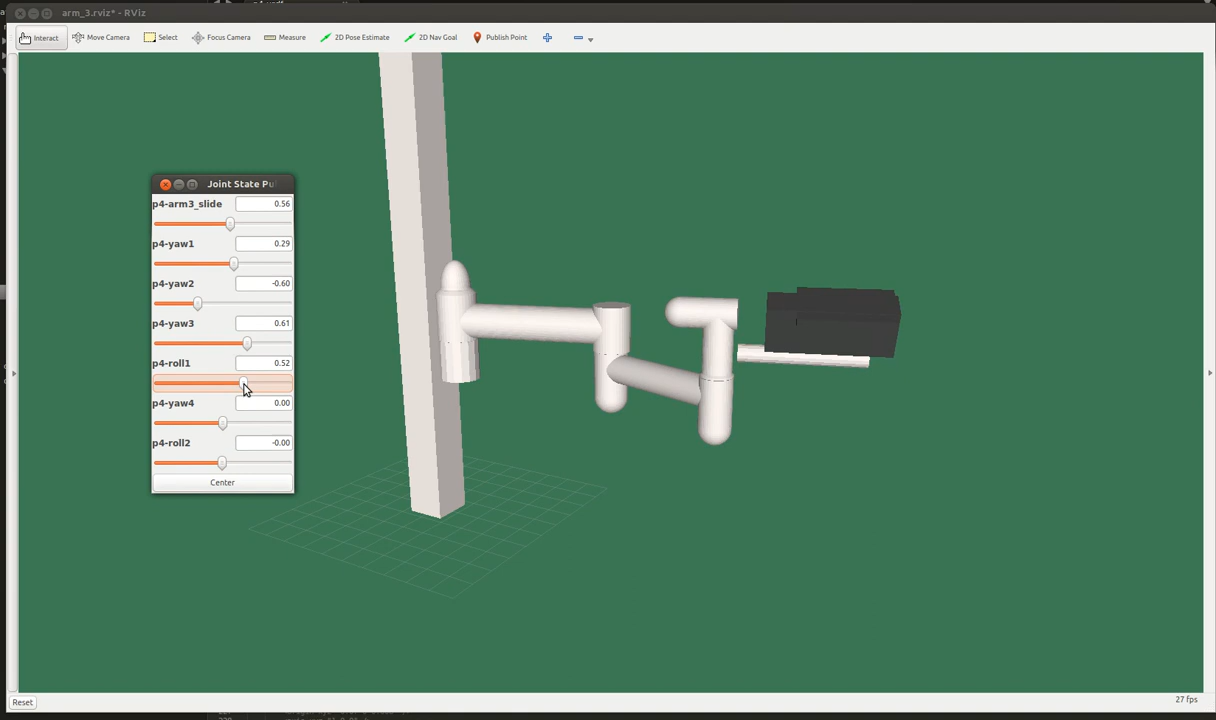 arm_3.rviz* - RViz
Interact Move Camera Select Focus Camera Measure 2D Pose Estimate 2D Nav Goal Publish Point
Joint State Pu
p4-arm3_slide 0.56
p4-yaw1 0.29
p4-yaw2 -0.60
p4-yaw3 0.61
p4-roll1 0.52
p4-yaw4 0.00
p4-roll2 -0.00
Center
Reset
27 fps